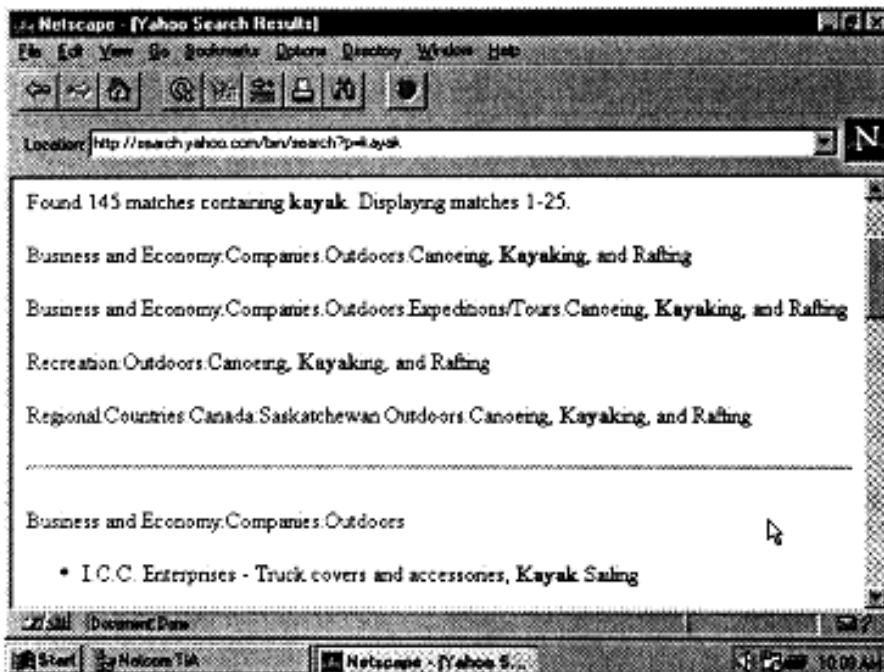 Netscape - [Yahoo Search Results]
File Edit View Go Bookmarks Options Directory Window Help
Location: http://search.yahoo.com/bin/search?p=kayak
N
Found 145 matches containing kayak. Displaying matches 1-25.
Business and Economy:Companies:Outdoors:Canoeing, Kayaking, and Rafting
Business and Economy:Companies:Outdoors:Expeditions/Tours:Canoeing, Kayaking, and Rafting
Recreation:Outdoors:Canoeing, Kayaking, and Rafting
Regional:Countries:Canada:Saskatchewan:Outdoors:Canoeing, Kayaking, and Rafting
Business and Economy:Companies:Outdoors
• I.C.C. Enterprises - Truck covers and accessories, Kayak Sailing
Document: Done
Start Netcom TIA Netscape - [Yahoo S... 10:00 AM